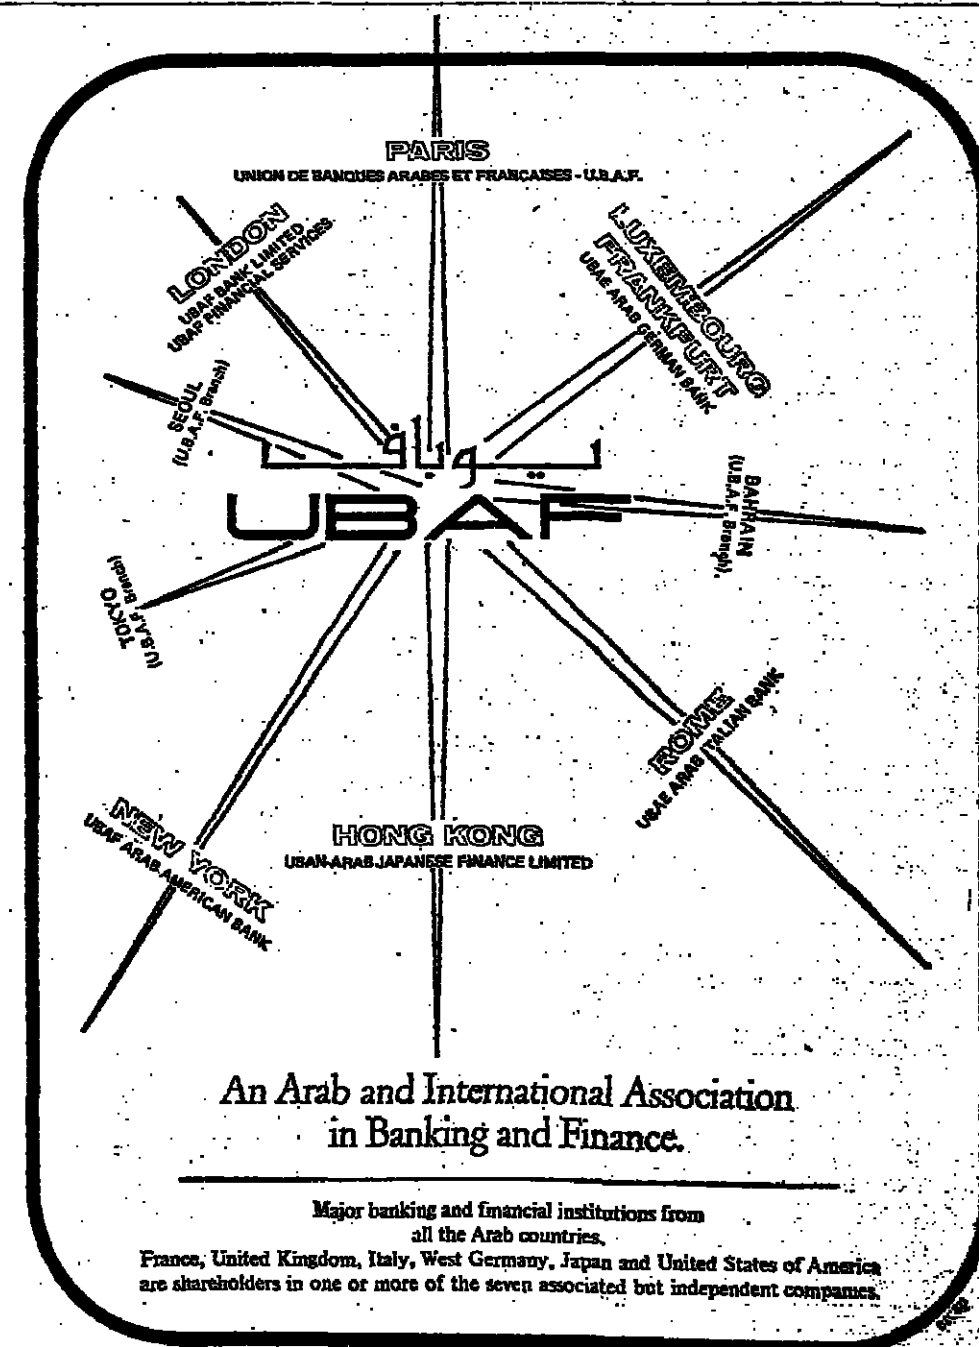 PARIS
UNION DE BANQUES ARABES ET FRANCAISES - U.B.A.F.
LONDON
UBAF BANK LIMITED
UBAF FINANCIAL SERVICES
LUXEMBOURG
FRANKFURT
UBAE ARAB GERMAN BANK
SEOUL
(U.B.A.F. Branch)
UBAF
BAHRAIN
(U.B.A.F. Branch).
TOKYO
(U.B.A.F. Branch)
ROME
UBAE ARAB ITALIAN BANK
NEW YORK
UBAF ARAB AMERICAN BANK
HONG KONG
UBAN-ARAB JAPANESE FINANCE LIMITED
An Arab and International Association
in Banking and Finance.
Major banking and financial institutions from
all the Arab countries,
France, United Kingdom, Italy, West Germany, Japan and United States of America
are shareholders in one or more of the seven associated but independent companies.